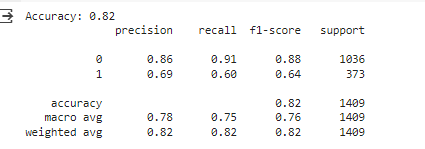 Accuracy: 0.82
precision recall f1-score support
0 0.86 0.91 0.88 1036
1 0.69 0.60 0.64 373
accuracy 0.82 1409
macro avg 0.78 0.75 0.76 1409
weighted avg 0.82 0.82 0.82 1409